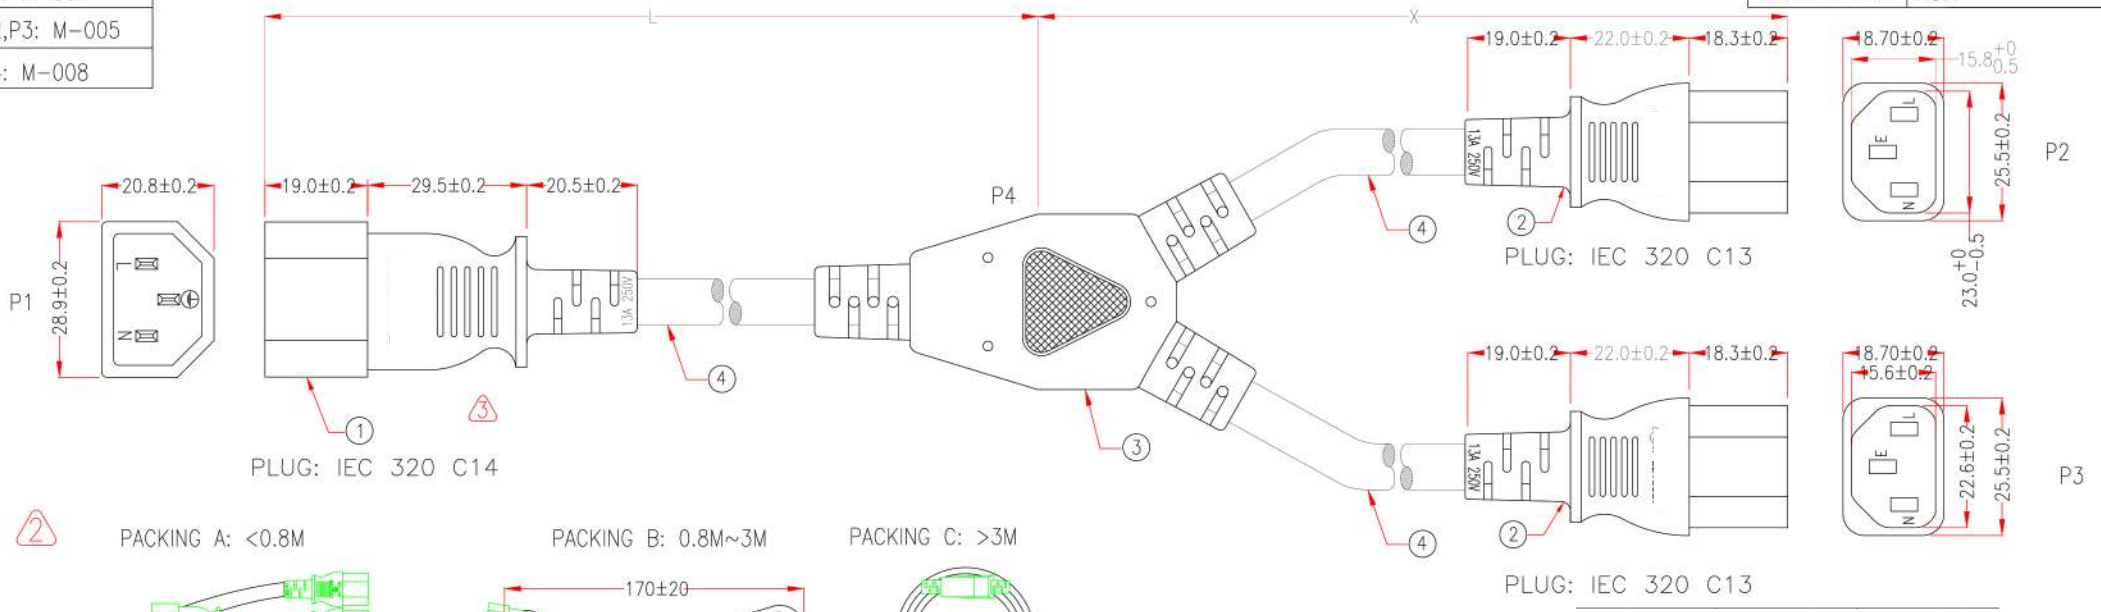 ,P3: M-005
: M-008
L
X
19.0±0.2
22.0±0.2
18.3±0.2
18.70±0.2
15.8+0
0.5
L
E
N
25.5±0.2
23.0+0
-0.5
P2
13A 250V
4
2
PLUG: IEC 320 C13
P4
20.8±0.2
19.0±0.2
29.5±0.2
20.5±0.2
P1
28.9±0.2
L
N
13A 250V
4
1
3
3
PLUG: IEC 320 C14
19.0±0.2
22.0±0.2
18.3±0.2
18.70±0.2
15.6±0.2
L
E
N
22.6±0.2
25.5±0.2
P3
13A 250V
4
2
PLUG: IEC 320 C13
2
PACKING A: <0.8M
PACKING B: 0.8M~3M
PACKING C: >3M
170±20